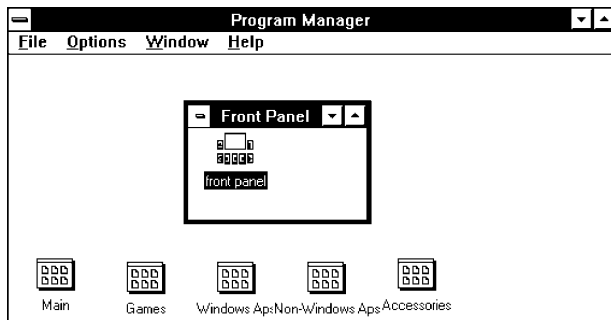 Program Manager
File Options Window Help
Front Panel
front panel
Main Games Windows Aps Non-Windows Aps Accessories